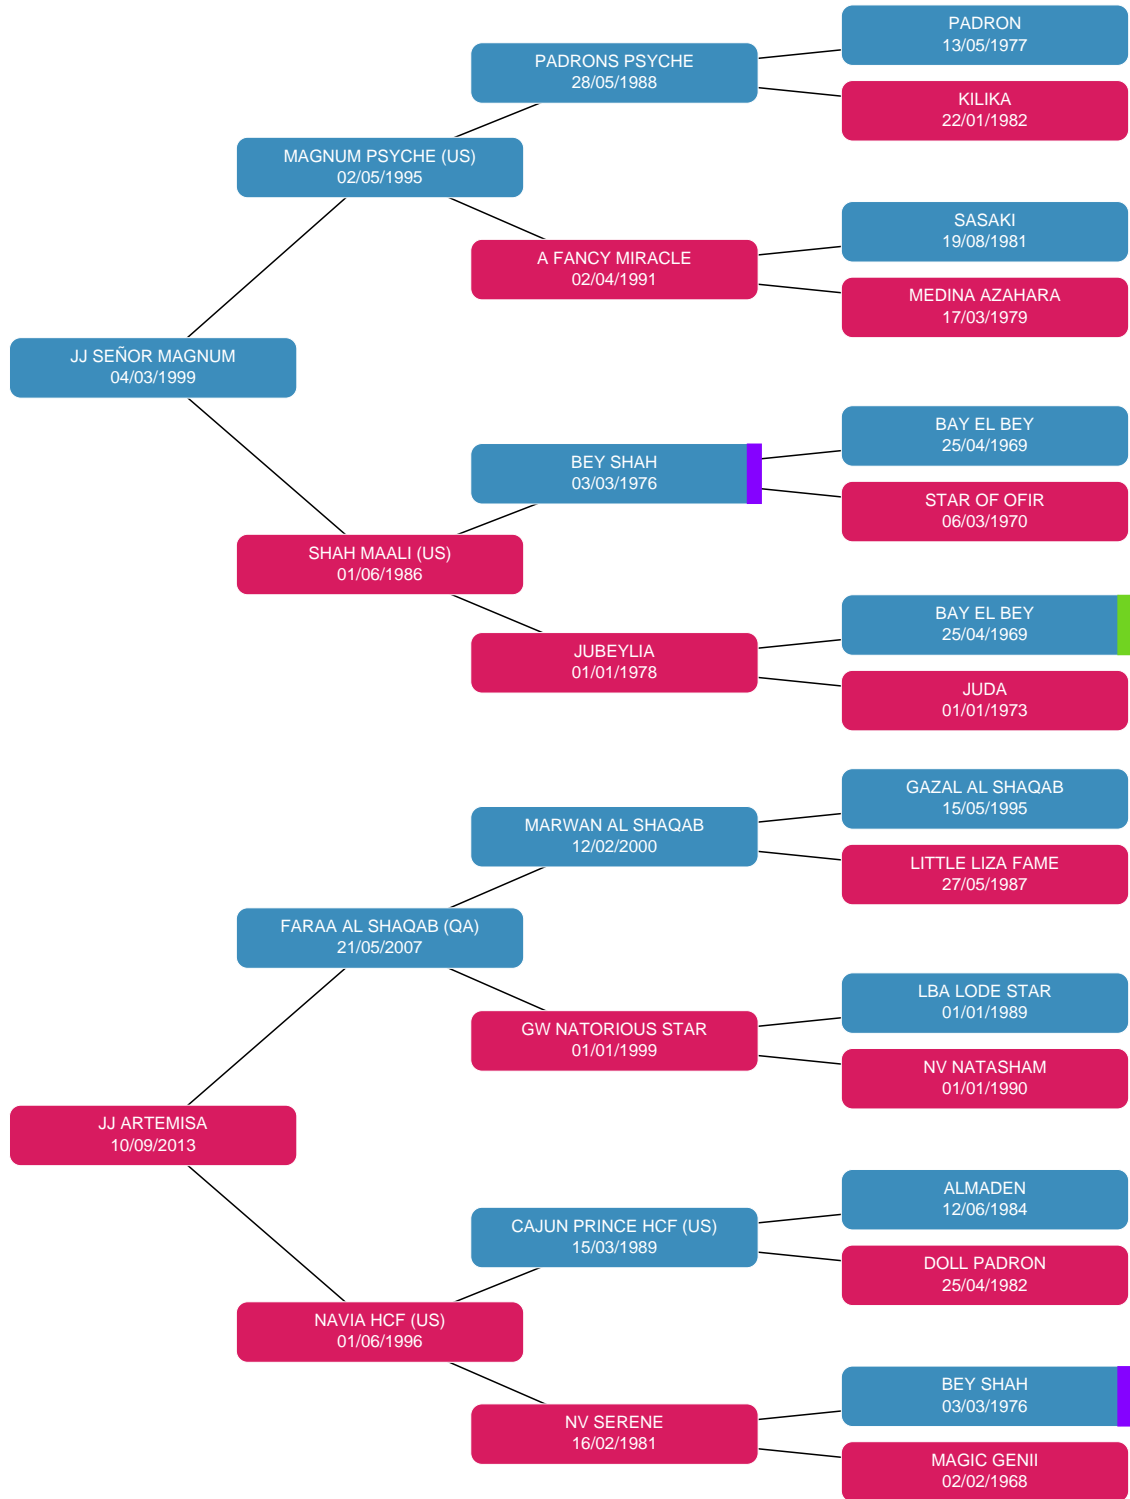 PADRON
13/05/1977
PADRONS PSYCHE
28/05/1988
KILIKA
22/01/1982
MAGNUM PSYCHE (US)
02/05/1995
SASAKI
19/08/1981
A FANCY MIRACLE
02/04/1991
MEDINA AZAHARA
17/03/1979
JJ SEÑOR MAGNUM
04/03/1999
BAY EL BEY
25/04/1969
BEY SHAH
03/03/1976
STAR OF OFIR
06/03/1970
SHAH MAALI (US)
01/06/1986
BAY EL BEY
25/04/1969
JUBEYLIA
01/01/1978
JUDA
01/01/1973
GAZAL AL SHAQAB
15/05/1995
MARWAN AL SHAQAB
12/02/2000
LITTLE LIZA FAME
27/05/1987
FARAA AL SHAQAB (QA)
21/05/2007
LBA LODE STAR
01/01/1989
GW NATORIOUS STAR
01/01/1999
NV NATASHAM
01/01/1990
JJ ARTEMISA
10/09/2013
ALMADEN
12/06/1984
CAJUN PRINCE HCF (US)
15/03/1989
DOLL PADRON
25/04/1982
NAVIA HCF (US)
01/06/1996
BEY SHAH
03/03/1976
NV SERENE
16/02/1981
MAGIC GENII
02/02/1968